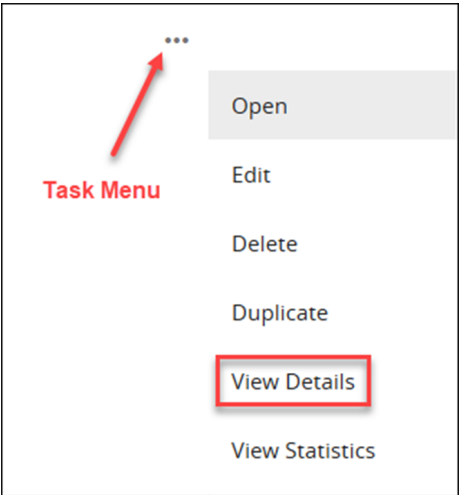 Open
Task Menu
Edit
Delete
Duplicate
View Details
View Statistics